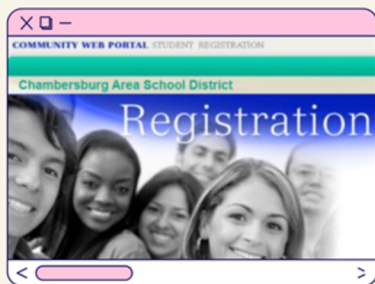 COMMUNITY WEB PORTAL STUDENT REGISTRATION
Chambersburg Area School District
Registration